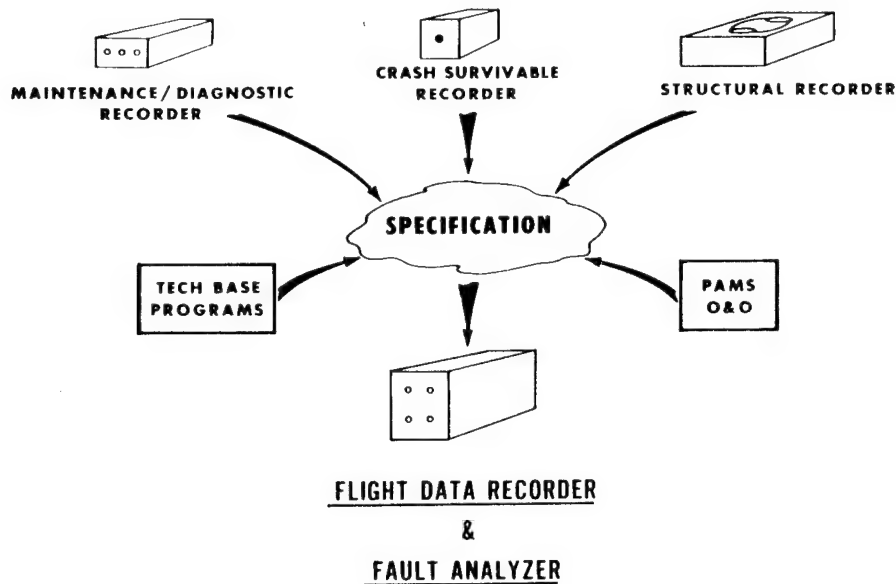 MAINTENANCE/DIAGNOSTIC
RECORDER
CRASH SURVIVABLE
RECORDER
STRUCTURAL RECORDER
SPECIFICATION
TECH BASE
PROGRAMS
PAMS
O&O
FLIGHT DATA RECORDER
&
FAULT ANALYZER